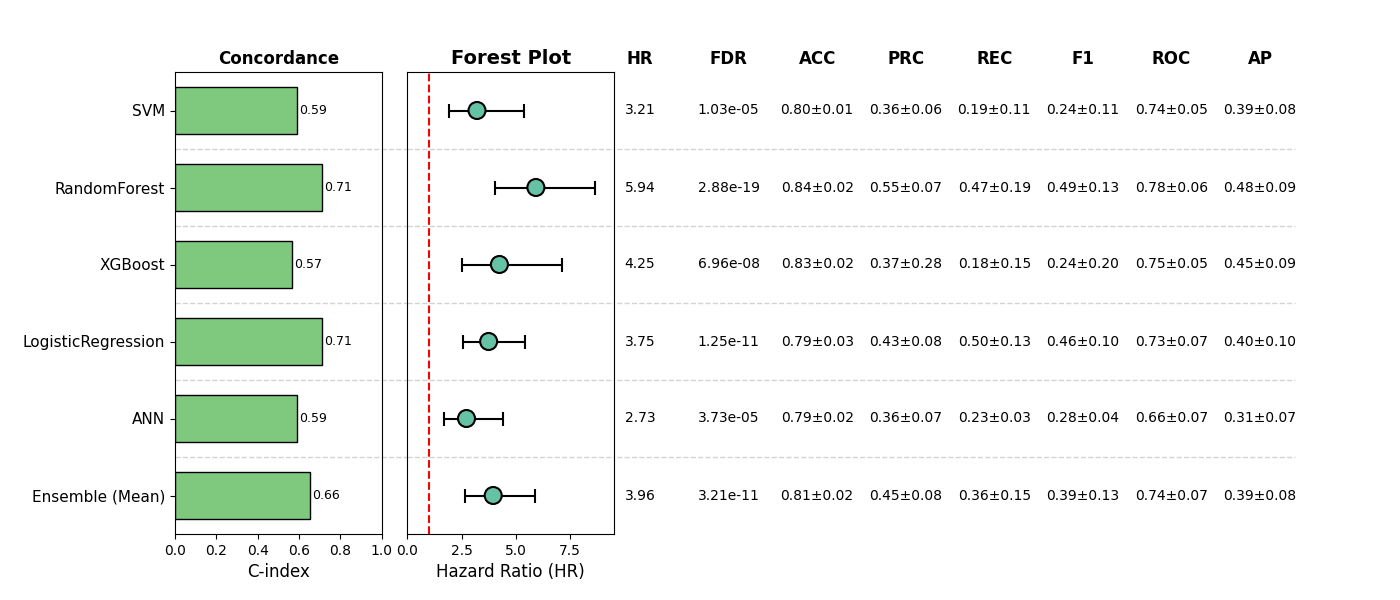 Concordance Forest Plot HR FDR ACC PRC REC F1 ROC AP
SVM 0.59 3.21 1.03e-05 0.80±0.01 0.36±0.06 0.19±0.11 0.24±0.11 0.74±0.05 0.39±0.08
RandomForest 0.71 5.94 2.88e-19 0.84±0.02 0.55±0.07 0.47±0.19 0.49±0.13 0.78±0.06 0.48±0.09
XGBoost 0.57 4.25 6.96e-08 0.83±0.02 0.37±0.28 0.18±0.15 0.24±0.20 0.75±0.05 0.45±0.09
LogisticRegression 0.71 3.75 1.25e-11 0.79±0.03 0.43±0.08 0.50±0.13 0.46±0.10 0.73±0.07 0.40±0.10
ANN 0.59 2.73 3.73e-05 0.79±0.02 0.36±0.07 0.23±0.03 0.28±0.04 0.66±0.07 0.31±0.07
Ensemble (Mean) 0.66 3.96 3.21e-11 0.81±0.02 0.45±0.08 0.36±0.15 0.39±0.13 0.74±0.07 0.39±0.08
0.0 0.2 0.4 0.6 0.8 1.0 0.0 2.5 5.0 7.5
C-index Hazard Ratio (HR)